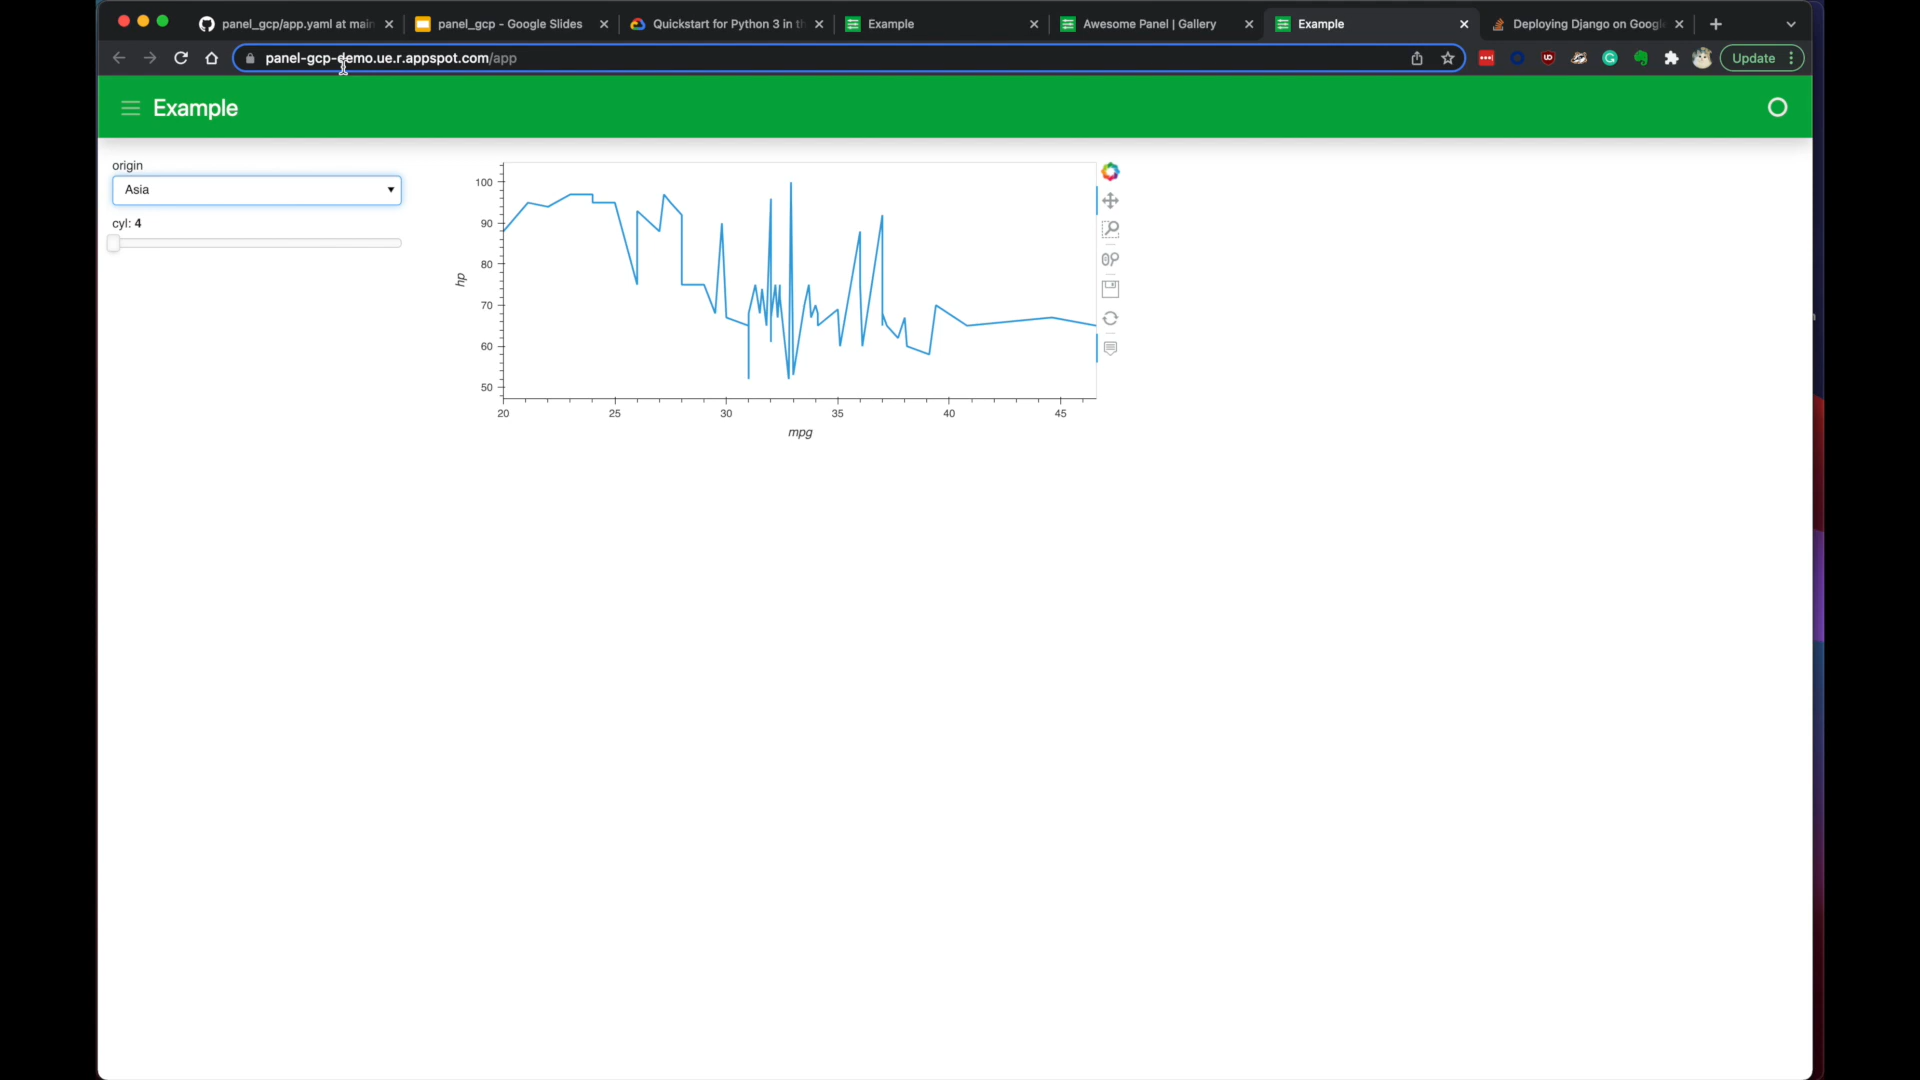 panel_gcp/app.yaml at main
panel_gcp - Google Slides
Quickstart for Python 3 in th
Example
Awesome Panel | Gallery
Example
Deploying Django on Google
panel-gcp-demo.ue.r.appspot.com/app
Update
Example
origin
Asia
cyl: 4
100
90
80
70
60
50
hp
20 25 30 35 40 45
mpg